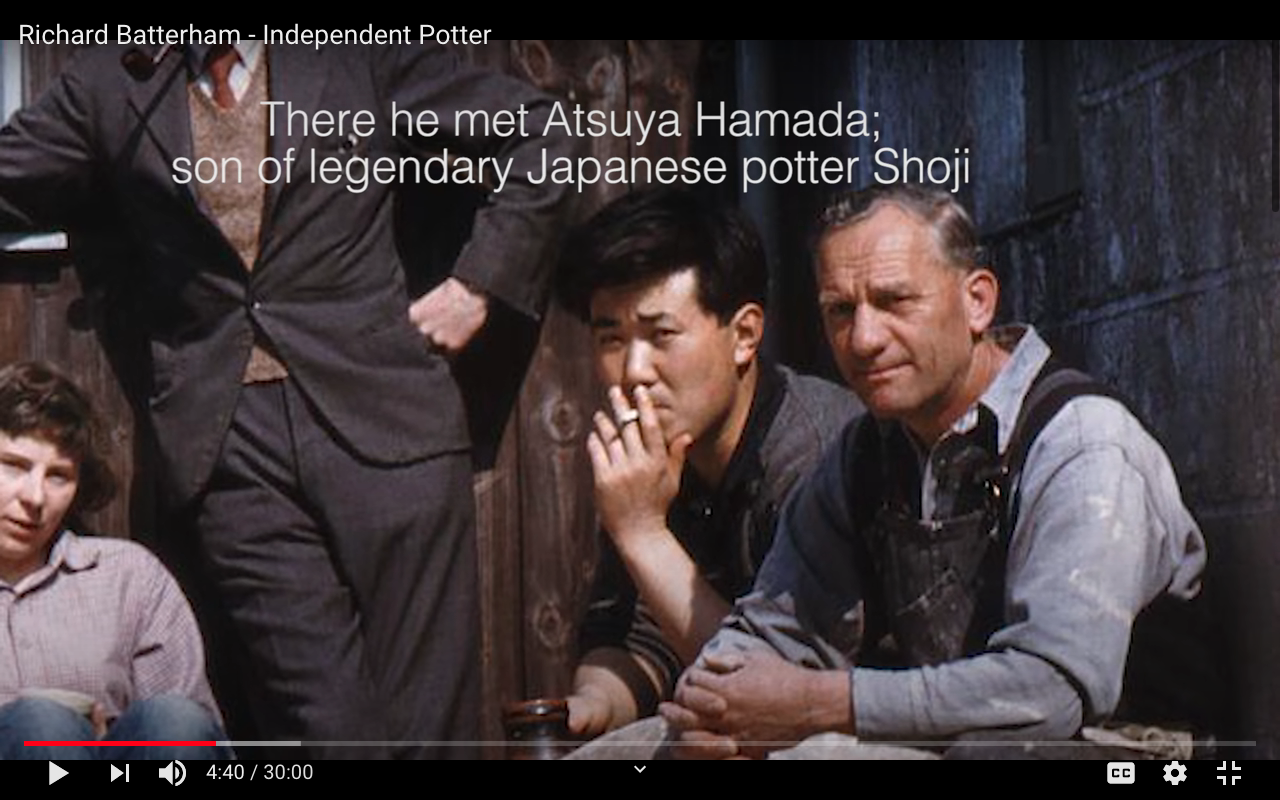 Richard Batterham - Independent Potter
There he met Atsuya Hamada;
son of legendary Japanese potter Shoji
4:40 / 30:00
CC